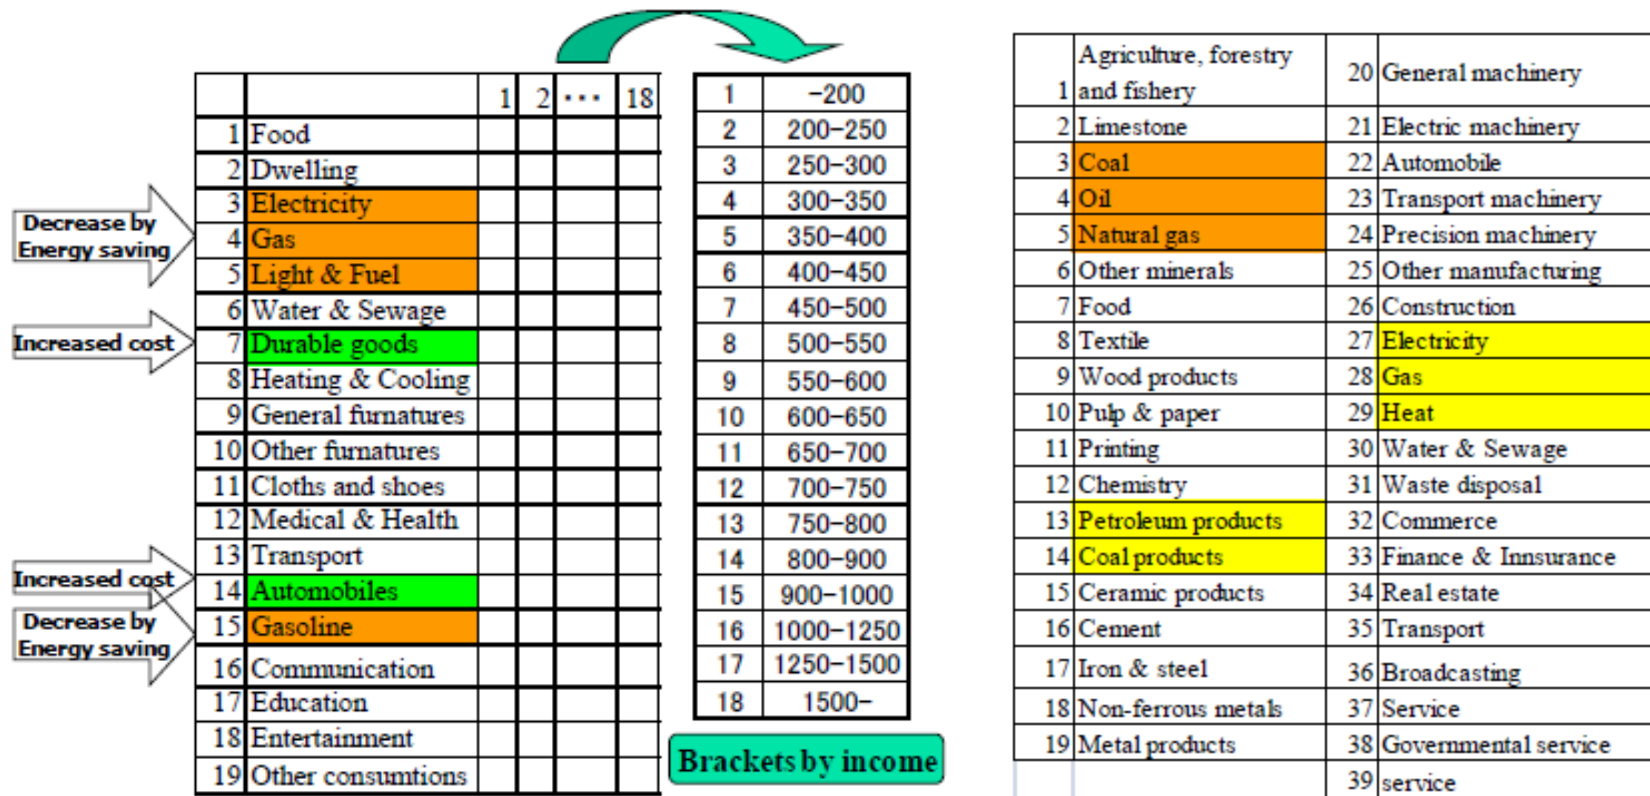 Decrease by
Energy saving
Increased cost
Increased cost
Decrease by
Energy saving
1 2 ··· 18
1 Food
2 Dwelling
3 Electricity
4 Gas
5 Light & Fuel
6 Water & Sewage
7 Durable goods
8 Heating & Cooling
9 General furnatures
10 Other furnatures
11 Cloths and shoes
12 Medical & Health
13 Transport
14 Automobiles
15 Gasoline
16 Communication
17 Education
18 Entertainment
19 Other consumtions
1 -200
2 200-250
3 250-300
4 300-350
5 350-400
6 400-450
7 450-500
8 500-550
9 550-600
10 600-650
11 650-700
12 700-750
13 750-800
14 800-900
15 900-1000
16 1000-1250
17 1250-1500
18 1500-
Brackets by income
Agriculture, forestry
1 and fishery
2 Limestone
3 Coal
4 Oil
5 Natural gas
6 Other minerals
7 Food
8 Textile
9 Wood products
10 Pulp & paper
11 Printing
12 Chemistry
13 Petroleum products
14 Coal products
15 Ceramic products
16 Cement
17 Iron & steel
18 Non-ferrous metals
19 Metal products
20 General machinery
21 Electric machinery
22 Automobile
23 Transport machinery
24 Precision machinery
25 Other manufacturing
26 Construction
27 Electricity
28 Gas
29 Heat
30 Water & Sewage
31 Waste disposal
32 Commerce
33 Finance & Innsurance
34 Real estate
35 Transport
36 Broadcasting
37 Service
38 Governmental service
39 service